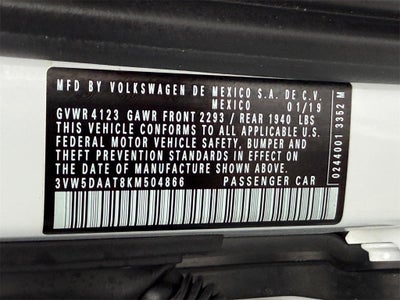 MFD BY VOLKSWAGEN DE MEXICO S.A. DE C.V.
MEXICO 01/19
GVWR 4123 GAWR FRONT 2293 / REAR 1940 LBS
THIS VEHICLE CONFORMS TO ALL APPLICABLE U.S.
FEDERAL MOTOR VEHICLE SAFETY, BUMPER AND
THEFT PREVENTION STANDARDS IN EFFECT ON
THE DATE OF MANUFACTURE SHOWN ABOVE.
3VW5DAAT8KM504866 PASSENGER CAR
02440013352 M